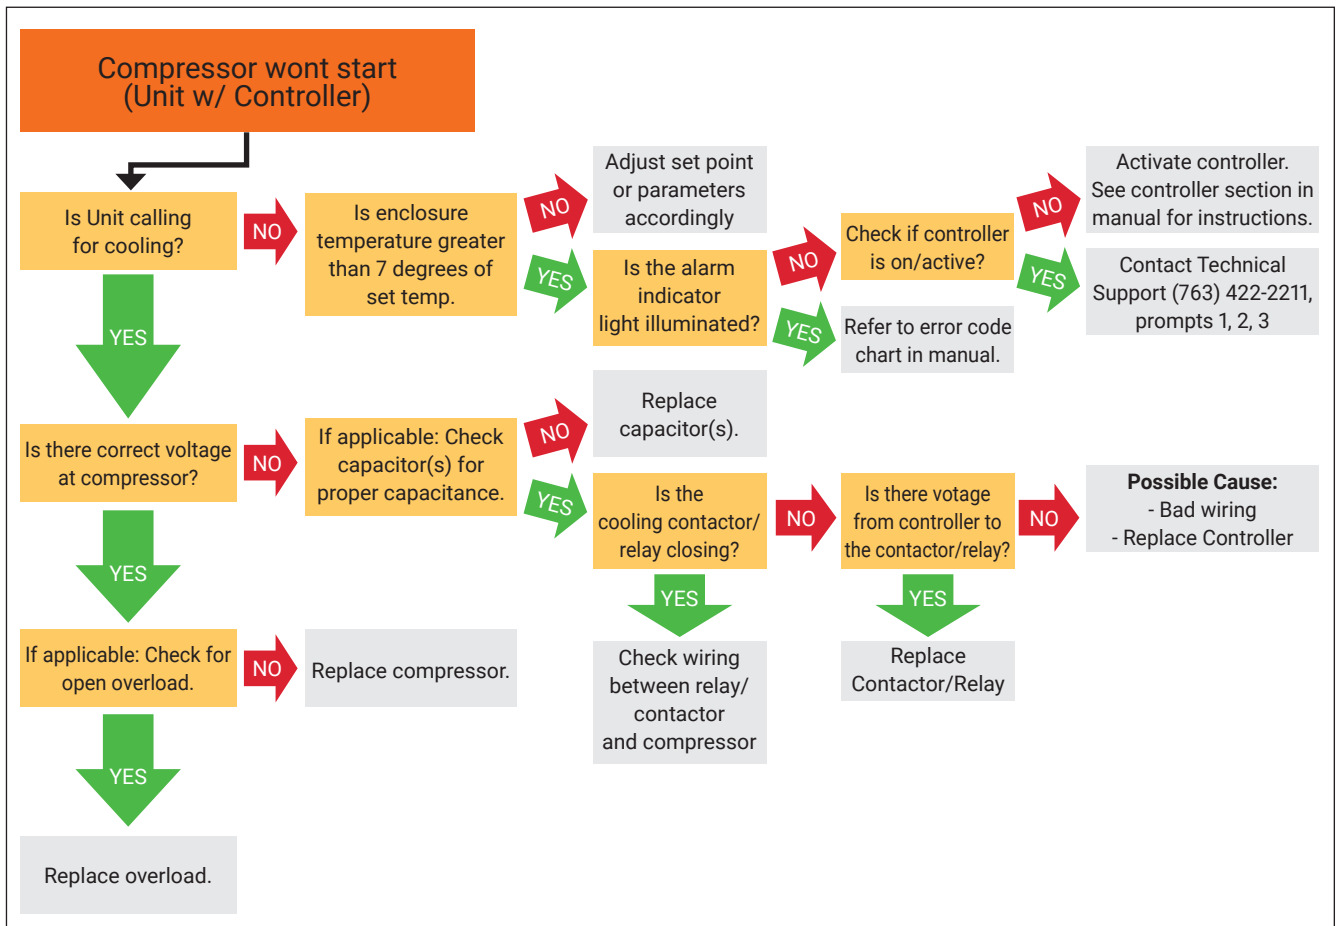 Compressor wont start
(Unit w/ Controller)
Is Unit calling
for cooling?
NO
Is enclosure
temperature greater
than 7 degrees of
set temp.
NO
Adjust set point
or parameters
accordingly
YES
Is the alarm
indicator
light illuminated?
NO
Check if controller
is on/active?
NO
Activate controller.
See controller section in
manual for instructions.
YES
Contact Technical
Support (763) 422-2211,
prompts 1, 2, 3
YES
Refer to error code
chart in manual.
YES
Is there correct voltage
at compressor?
NO
If applicable: Check
capacitor(s) for
proper capacitance.
NO
Replace
capacitor(s).
YES
Is the
cooling contactor/
relay closing?
NO
Is there votage
from controller to
the contactor/relay?
NO
Possible Cause:
- Bad wiring
- Replace Controller
YES
Check wiring
between relay/
contactor
and compressor
YES
Replace
Contactor/Relay
YES
If applicable: Check for
open overload.
NO
Replace compressor.
YES
Replace overload.